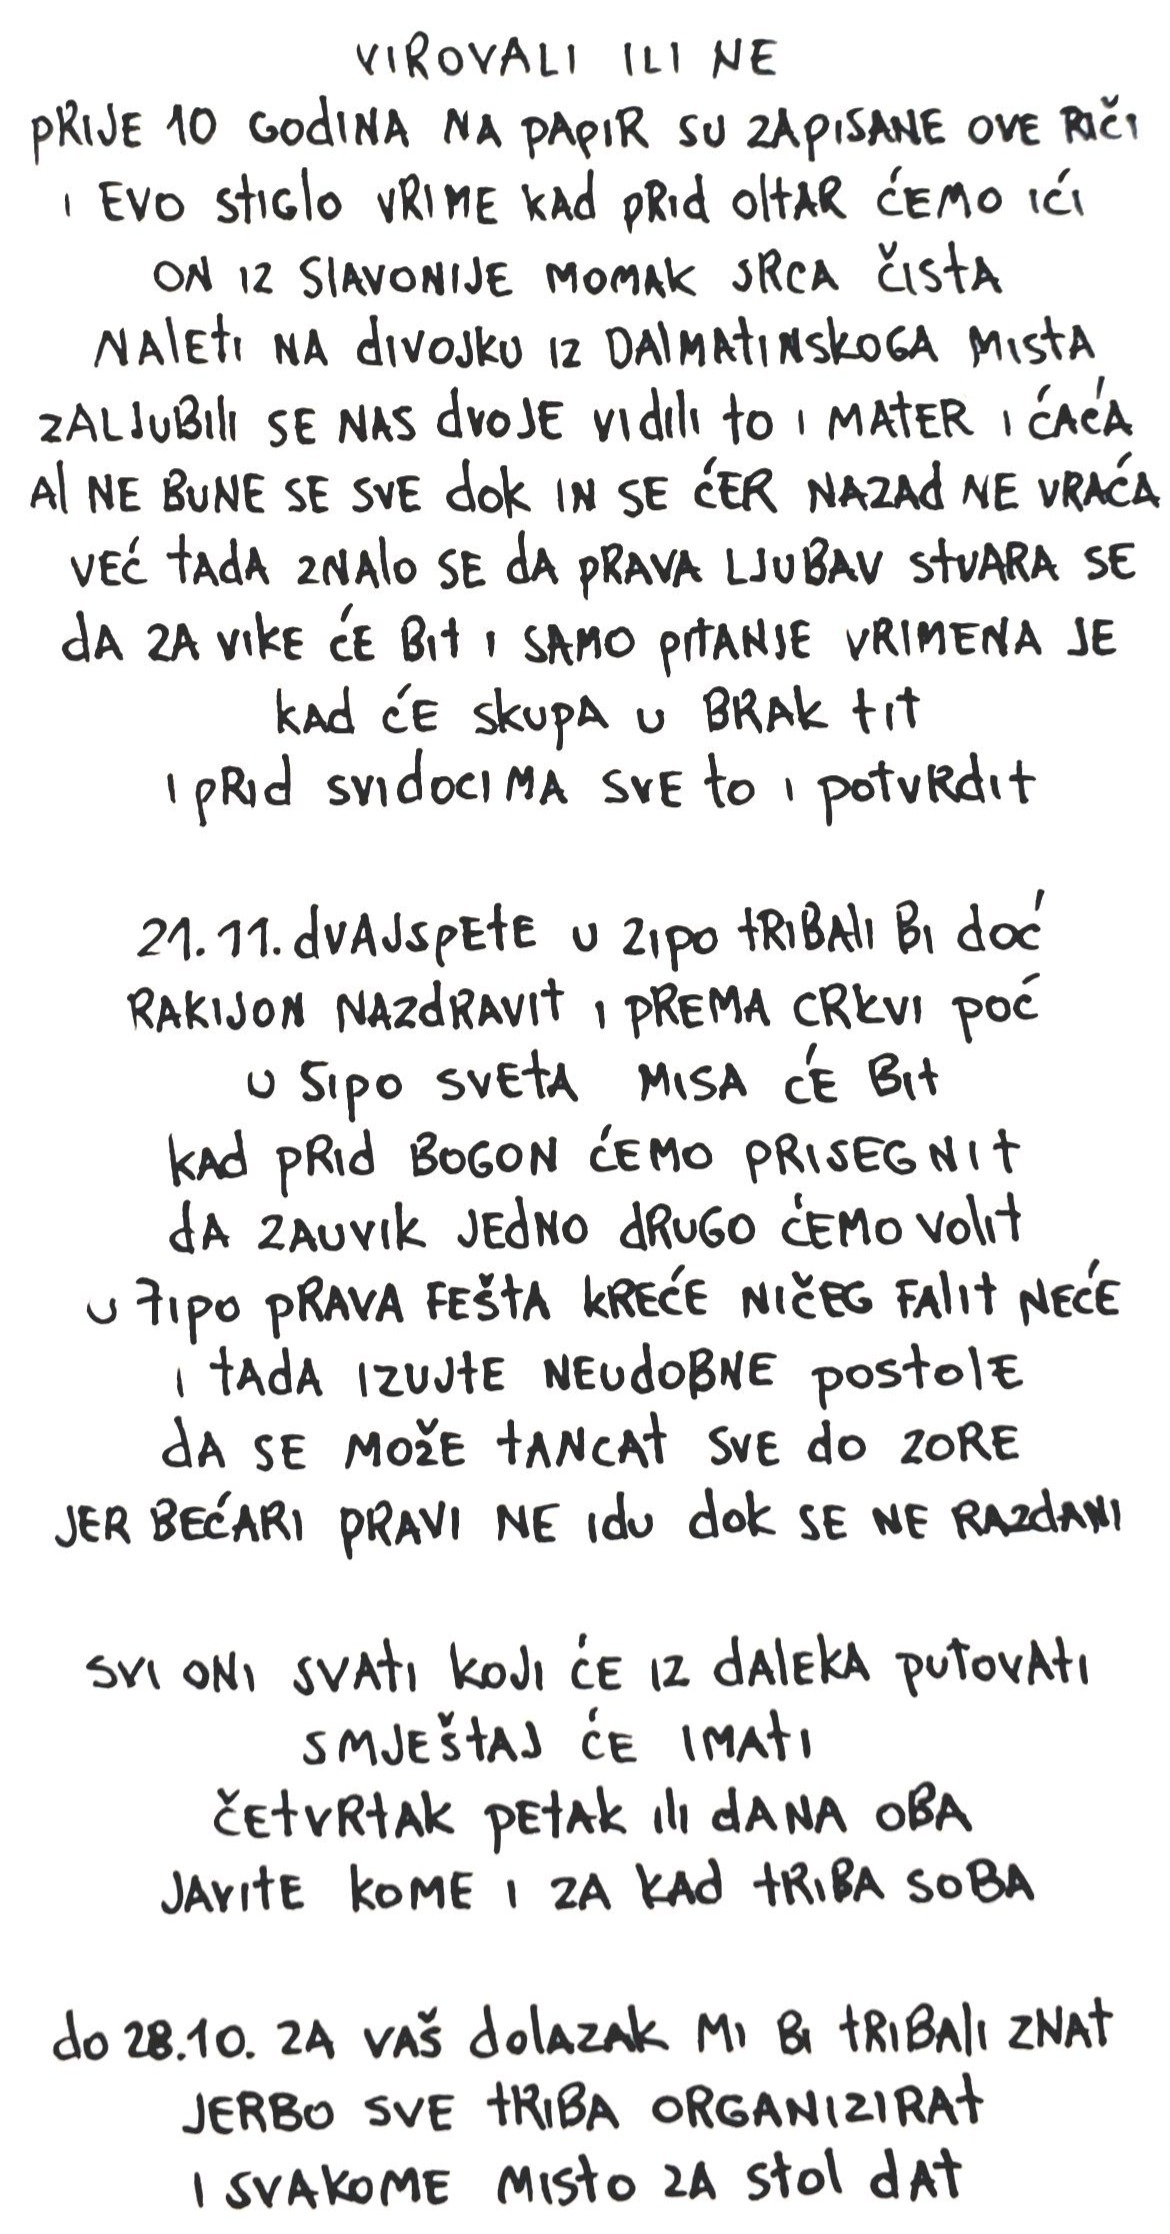 VIROVALI ILI NE
PRIJE 10 GODINA NA PAPIR SU ZAPISANE OVE RIČI
I EVO STIGLO VRIME KAD PRID OLTAR ĆEMO IĆI
ON IZ SLAVONIJE MOMAK SRCA ČISTA
NALETI NA DIVOJKU IZ DALMATINSKOGA MISTA
ZALJUBILI SE NAS DVOJE VIDILI TO I MATER I ĆAĆA
AL NE BUNE SE SVE DOK IN SE ĆER NAZAD NE VRAĆA
VEĆ TADA ZNALO SE DA PRAVA LJUBAV STVARA SE
DA ZA VIKE ĆE BIT I SAMO PITANJE VRIMENA JE
KAD ĆE SKUPA U BRAK TIT
I PRID SVIDOCIMA SVE TO I POTVRDIT
21.11. DVAJSPETE U 2IPO TRIBALI BI DOĆ
RAKIJON NAZDRAVIT I PREMA CRKVI POĆ
U 5IPO SVETA MISA ĆE BIT
KAD PRID BOGON ĆEMO PRISEGNIT
DA ZAUVIK JEDNO DRUGO ĆEMO VOLIT
U 7IPO PRAVA FEŠTA KREĆE NIČEG FALIT NEĆE
I TADA IZUJTE NEUDOBNE POSTOLE
DA SE MOŽE TANCAT SVE DO ZORE
JER BEĆARI PRAVI NE IDU DOK SE NE RAZDANI
SVI ONI SVATI KOJI ĆE IZ DALEKA PUTOVATI
SMJEŠTAJ ĆE IMATI
ČETVRTAK PETAK ILI DANA OBA
JAVITE KOME I ZA KAD TRIBA SOBA
DO 28.10. ZA VAŠ DOLAZAK MI BI TRIBALI ZNAT
JERBO SVE TRIBA ORGANIZIRAT
I SVAKOME MISTO ZA STOL DAT